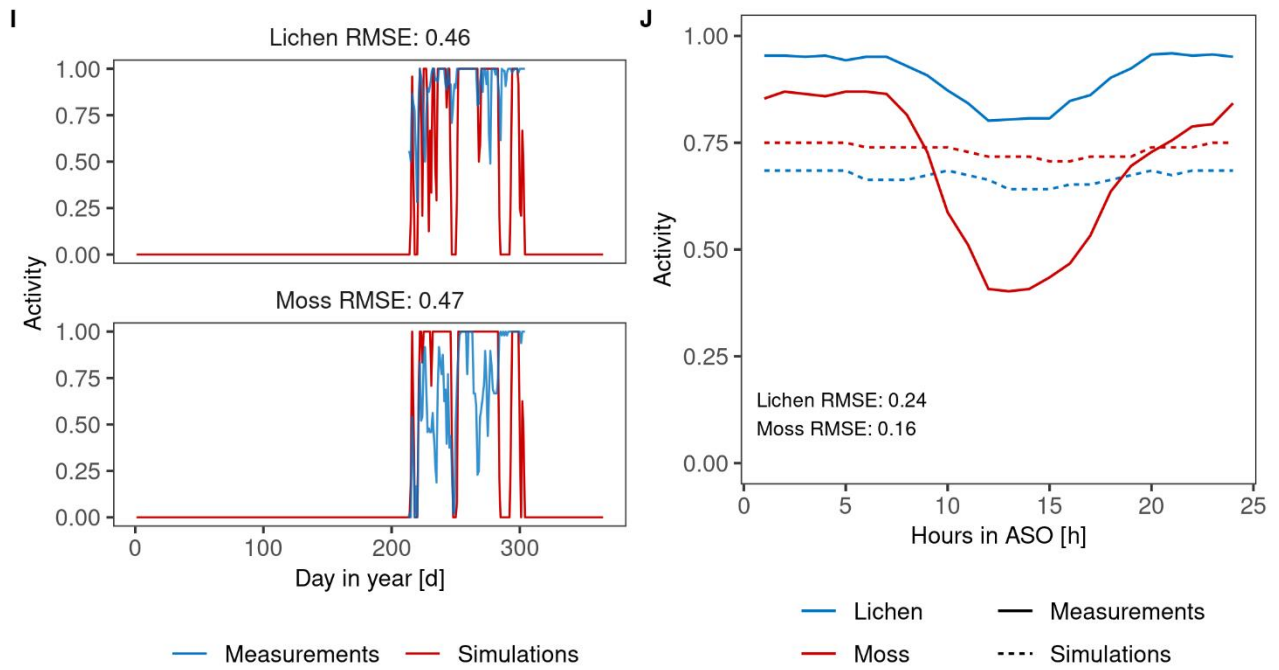 I
Lichen RMSE: 0.46
1.00
0.75
0.50
0.25
0.00
Moss RMSE: 0.47
1.00
0.75
0.50
0.25
0.00
Activity
0 100 200 300
Day in year [d]
Measurements Simulations
J
1.00
0.75
0.50
0.25
0.00
Activity
Lichen RMSE: 0.24
Moss RMSE: 0.16
0 5 10 15 20 25
Hours in ASO [h]
Lichen Measurements
Moss Simulations